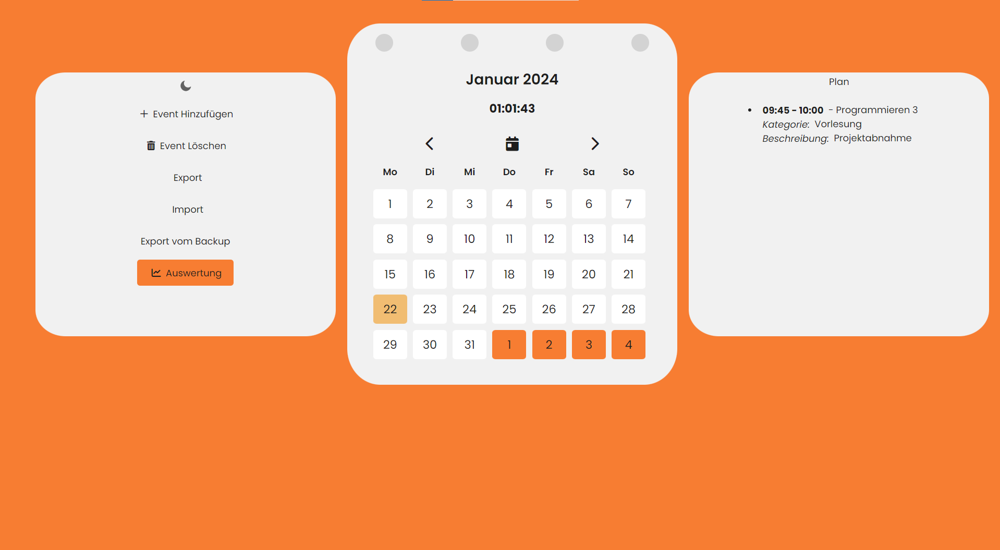 Event Hinzufügen
Event Löschen
Export
Import
Export vom Backup
Auswertung
Januar 2024
01:01:43
Mo Di Mi Do Fr Sa So
1 2 3 4 5 6 7
8 9 10 11 12 13 14
15 16 17 18 19 20 21
22 23 24 25 26 27 28
29 30 31 1 2 3 4
Plan
09:45 - 10:00 - Programmieren 3
Kategorie: Vorlesung
Beschreibung: Projektabnahme